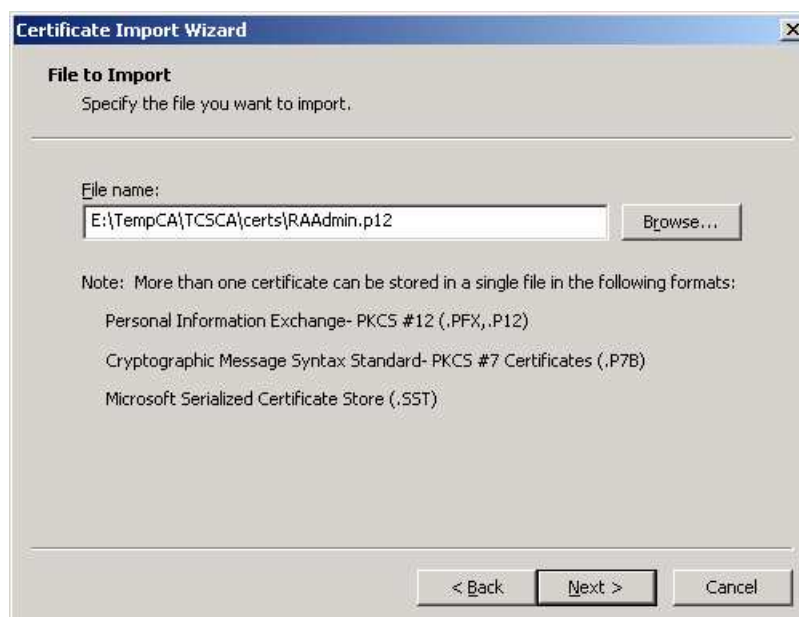 Certificate Import Wizard
File to Import
Specify the file you want to import.
File name:
E:\TempCA\TCSCA\certs\RAAdmin.p12
Browse...
Note: More than one certificate can be stored in a single file in the following formats:
Personal Information Exchange- PKCS #12 (.PFX,.P12)
Cryptographic Message Syntax Standard- PKCS #7 Certificates (.P7B)
Microsoft Serialized Certificate Store (.SST)
< Back Next > Cancel